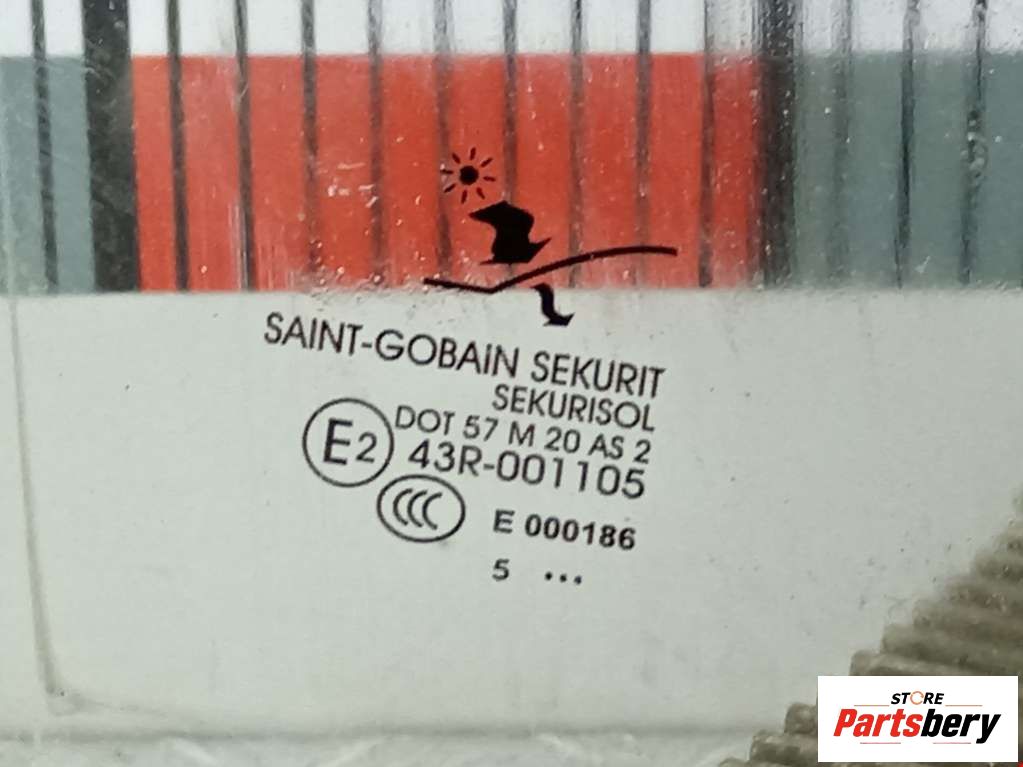 SAINT-GOBAIN SEKURIT
SEKURISOL
DOT 57 M 20 AS 2
E2 43R-001105
CCC E 000186
5 ...
STORE
Partsbery